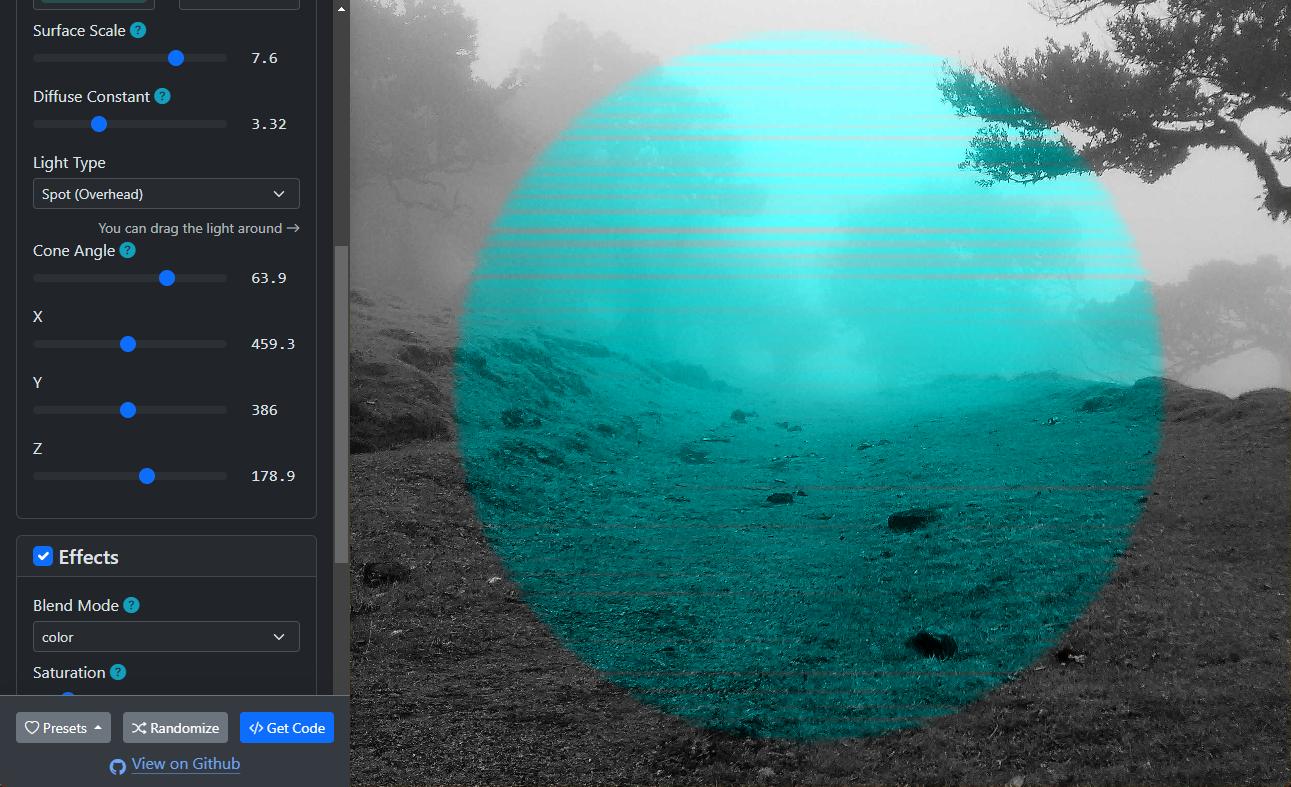 Surface Scale ?
7.6
Diffuse Constant ?
3.32
Light Type
Spot (Overhead)
You can drag the light around →
Cone Angle ?
63.9
X
459.3
Y
386
Z
178.9
Effects
Blend Mode ?
color
Saturation ?
Presets
Randomize
</> Get Code
View on Github